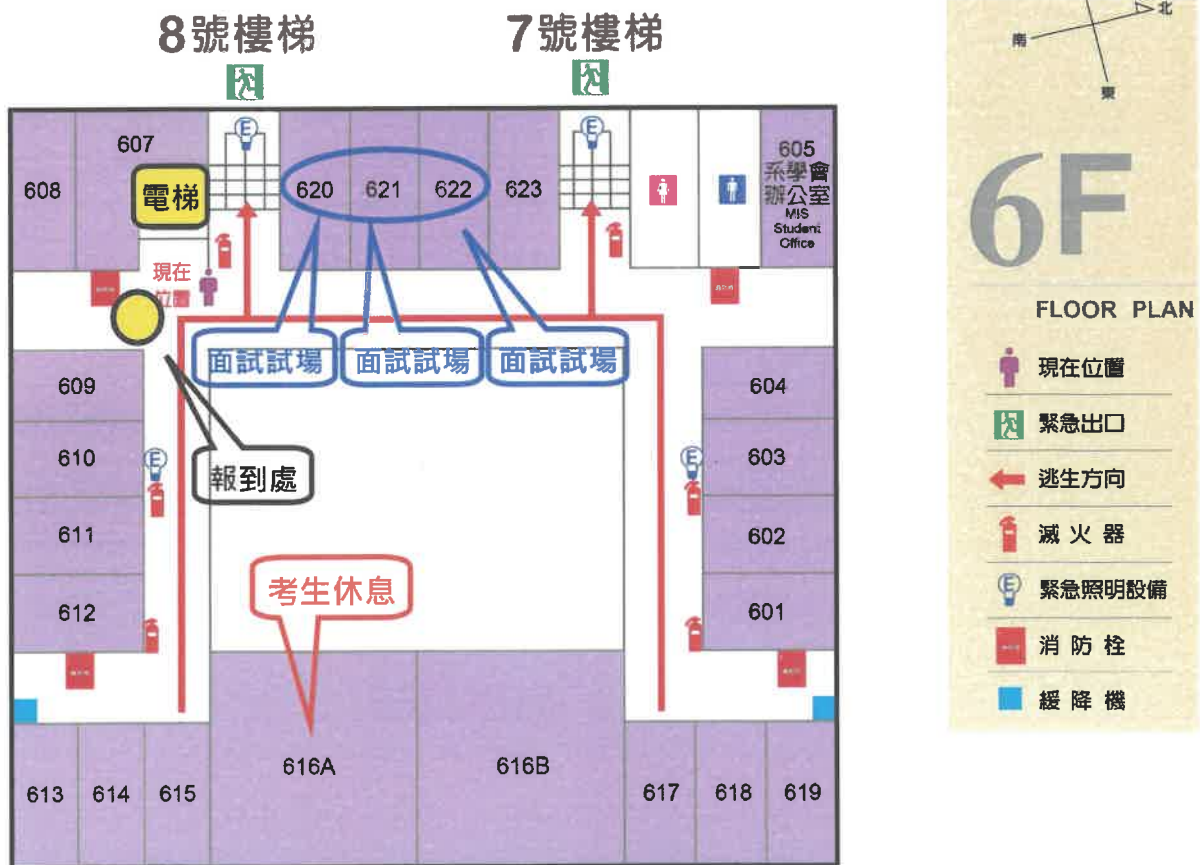 8號樓梯
7號樓梯
608
607
電梯
E
620
621
622
623
E
605
系學會
辦公室
MIS
Student
Office
現在
位置
面試試場
面試試場
面試試場
609
610
611
612
E
報到處
考生休息
604
603
602
601
E
613
614
615
616A
616B
617
618
619
北
南
東
6F
FLOOR PLAN
現在位置
緊急出口
逃生方向
滅火器
E
緊急照明設備
消防栓
緩降機